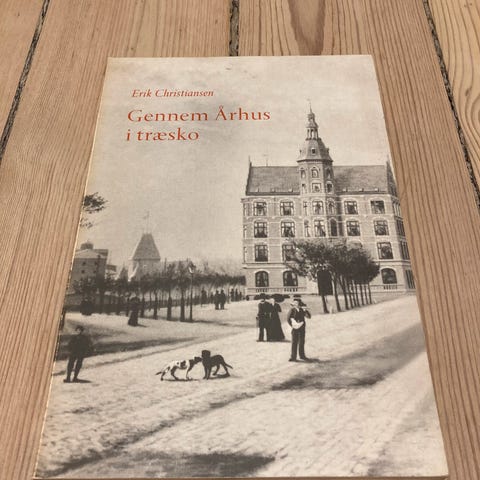 Erik Christiansen
Gennem Århus
i træsko